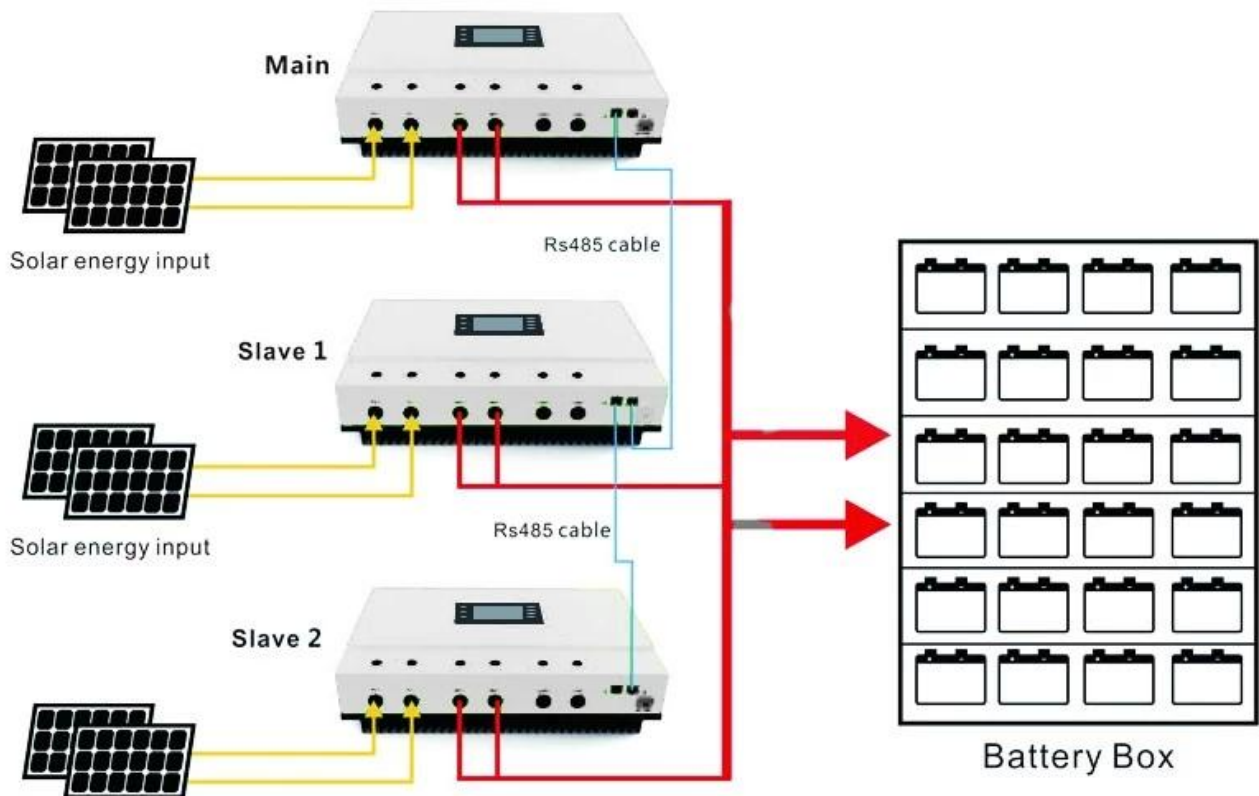 Main
Solar energy input
Rs485 cable
Slave 1
Solar energy input
Rs485 cable
Slave 2
Battery Box